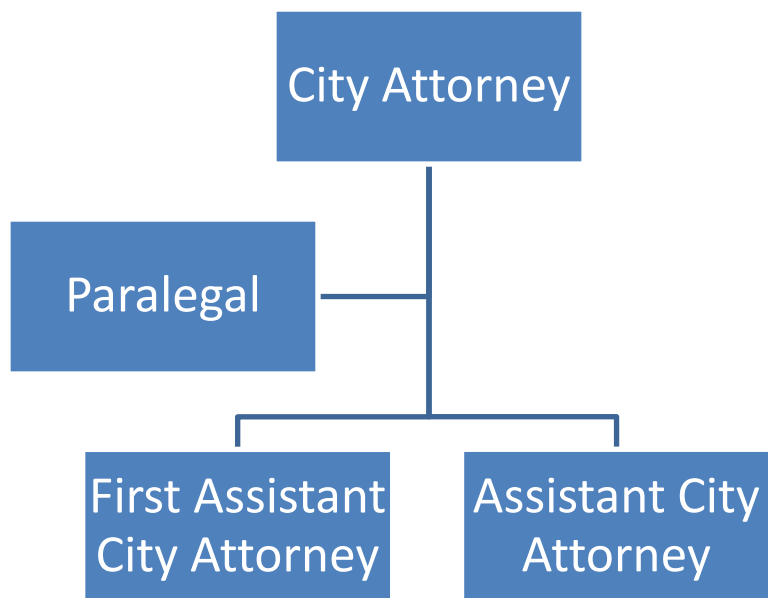 City Attorney
Paralegal
First Assistant
City Attorney
Assistant City
Attorney